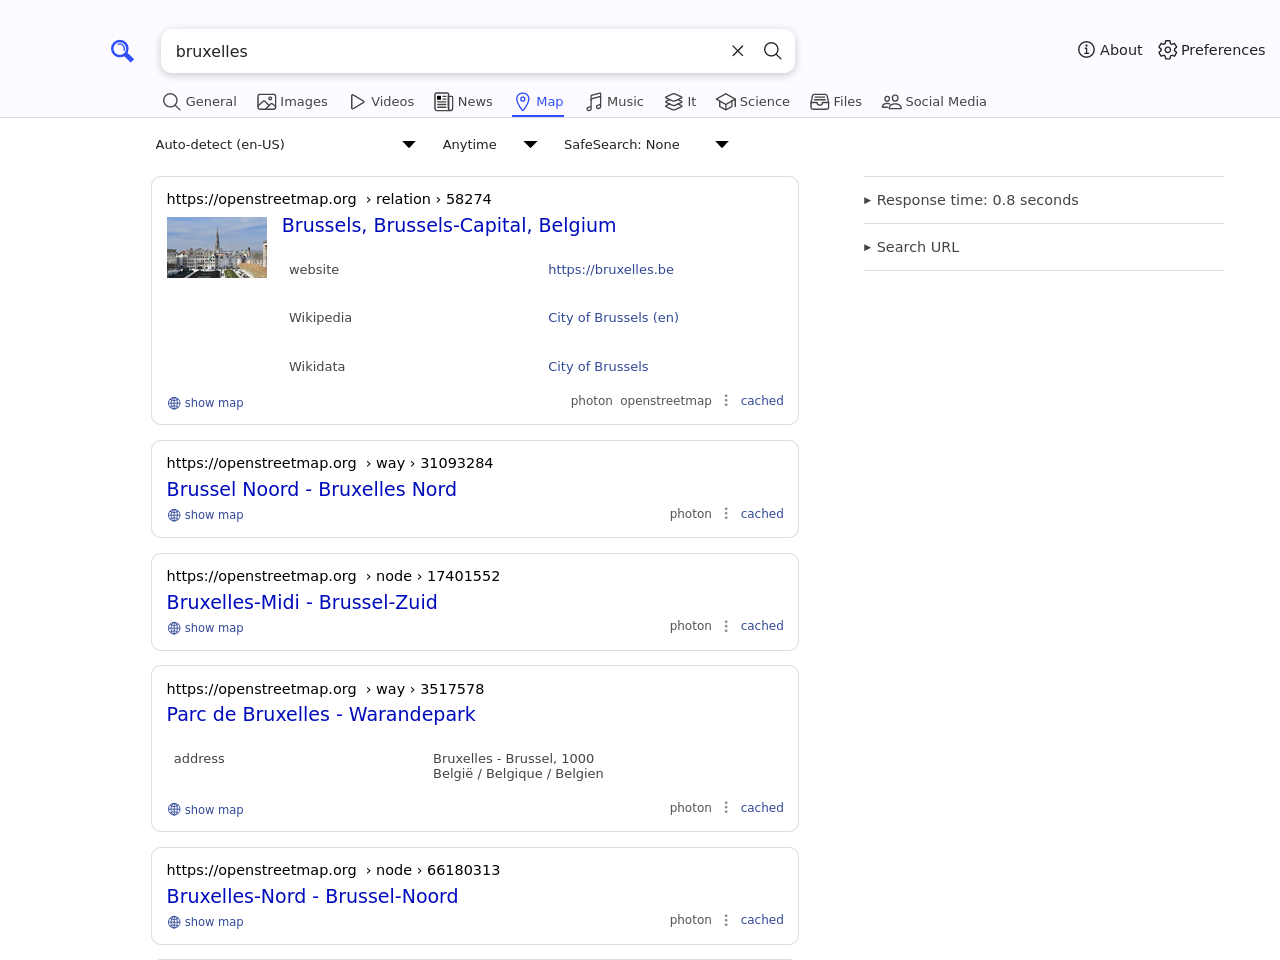 bruxelles
About
Preferences
General
Images
Videos
News
Map
Music
It
Science
Files
Social Media
Auto-detect (en-US)
Anytime
SafeSearch: None
https://openstreetmap.org › relation › 58274
Brussels, Brussels-Capital, Belgium
website https://bruxelles.be
Wikipedia City of Brussels (en)
Wikidata City of Brussels
show map photon openstreetmap cached
https://openstreetmap.org › way › 31093284
Brussel Noord - Bruxelles Nord
show map photon cached
https://openstreetmap.org › node › 17401552
Bruxelles-Midi - Brussel-Zuid
show map photon cached
https://openstreetmap.org › way › 3517578
Parc de Bruxelles - Warandepark
address Bruxelles - Brussel, 1000
België / Belgique / Belgien
show map photon cached
https://openstreetmap.org › node › 66180313
Bruxelles-Nord - Brussel-Noord
show map photon cached
Response time: 0.8 seconds
Search URL